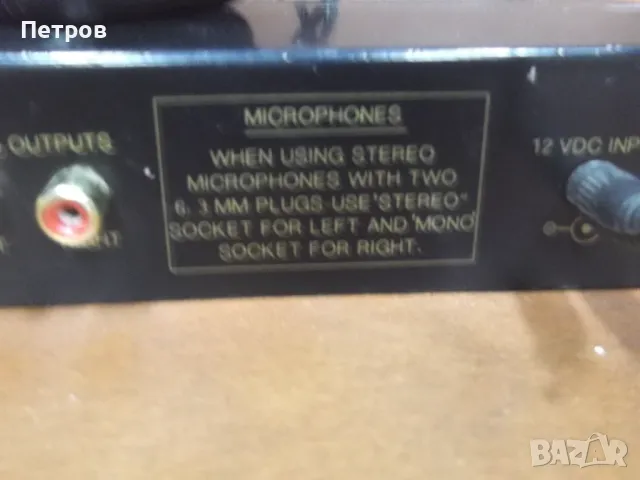 Петров
OUTPUTS
MICROPHONES
WHEN USING STEREO
MICROPHONES WITH TWO
6.3 MM PLUGS USE "STEREO"
SOCKET FOR LEFT AND 'MONO'
SOCKET FOR RIGHT.
12 VDC INP
BAZAR